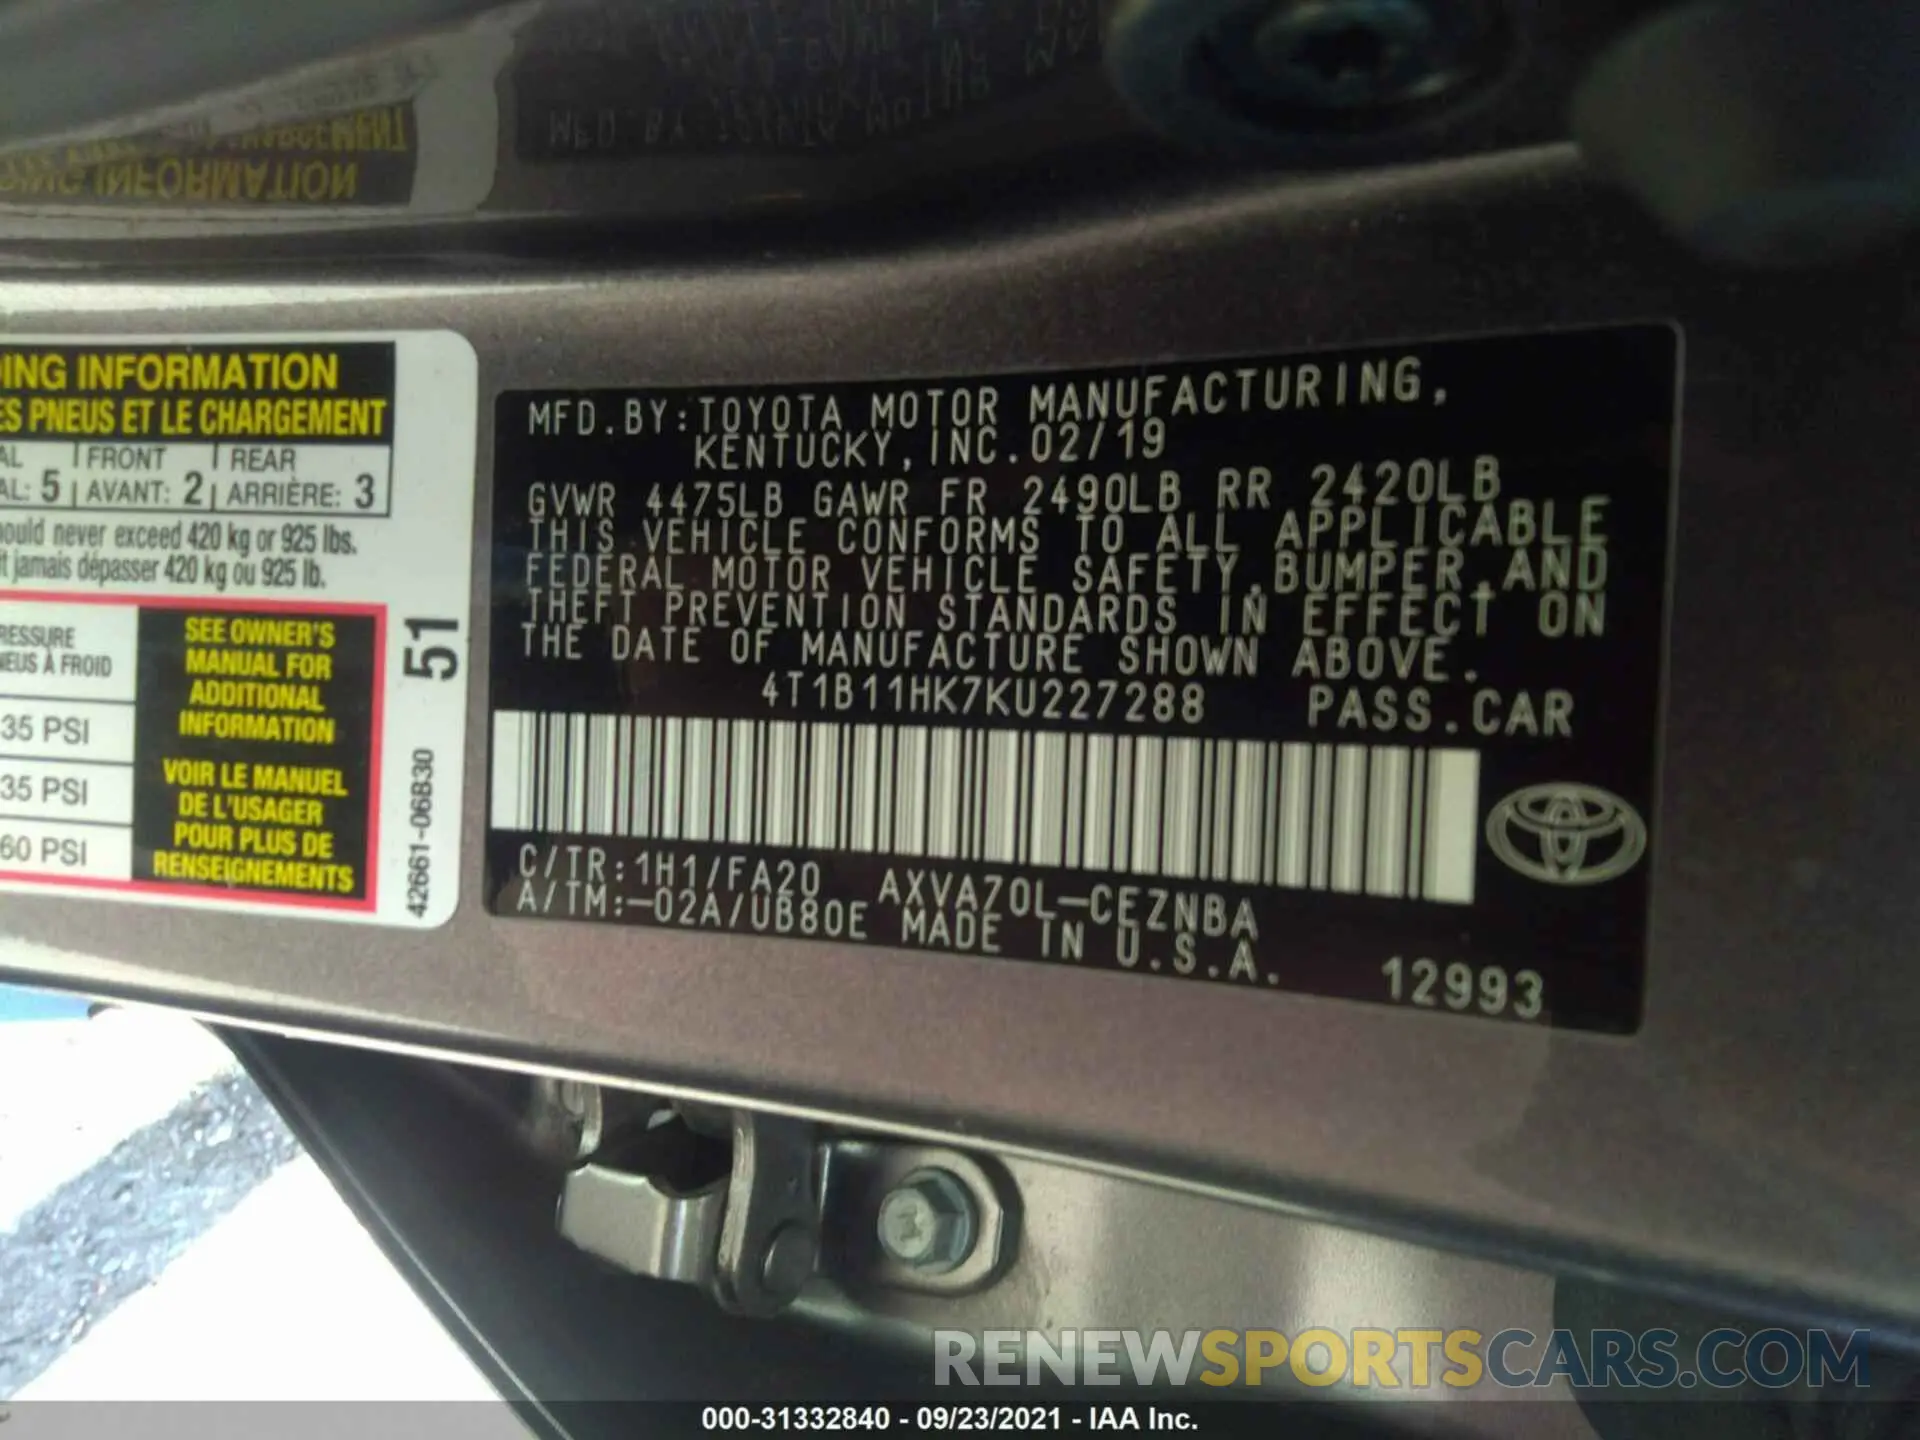 ING INFORMATION
ES PNEUS ET LE CHARGEMENT
AL FRONT REAR
AL: 5 AVANT: 2 ARRIÈRE: 3
ould never exceed 420 kg or 925 lbs.
it jamais dépasser 420 kg ou 925 lb.
RESSURE
NEUS À FROID
35 PSI
35 PSI
60 PSI
SEE OWNER'S
MANUAL FOR
ADDITIONAL
INFORMATION
VOIR LE MANUEL
DE L'USAGER
POUR PLUS DE
RENSEIGNEMENTS
51
42661-06B30
MFD.BY:TOYOTA MOTOR MANUFACTURING,
KENTUCKY,INC.02/19
GVWR 4475LB GAWR FR 2490LB RR 2420LB
THIS VEHICLE CONFORMS TO ALL APPLICABLE
FEDERAL MOTOR VEHICLE SAFETY,BUMPER,AND
THEFT PREVENTION STANDARDS IN EFFECT ON
THE DATE OF MANUFACTURE SHOWN ABOVE.
4T1B11HK7KU227288 PASS.CAR
C/TR:1H1/FA20 AXVA70L-CEZNBA
A/TM:-02A/UB80E MADE IN U.S.A.
12993
RENEWSPORTSCARS.COM
000-31332840 - 09/23/2021 - IAA Inc.